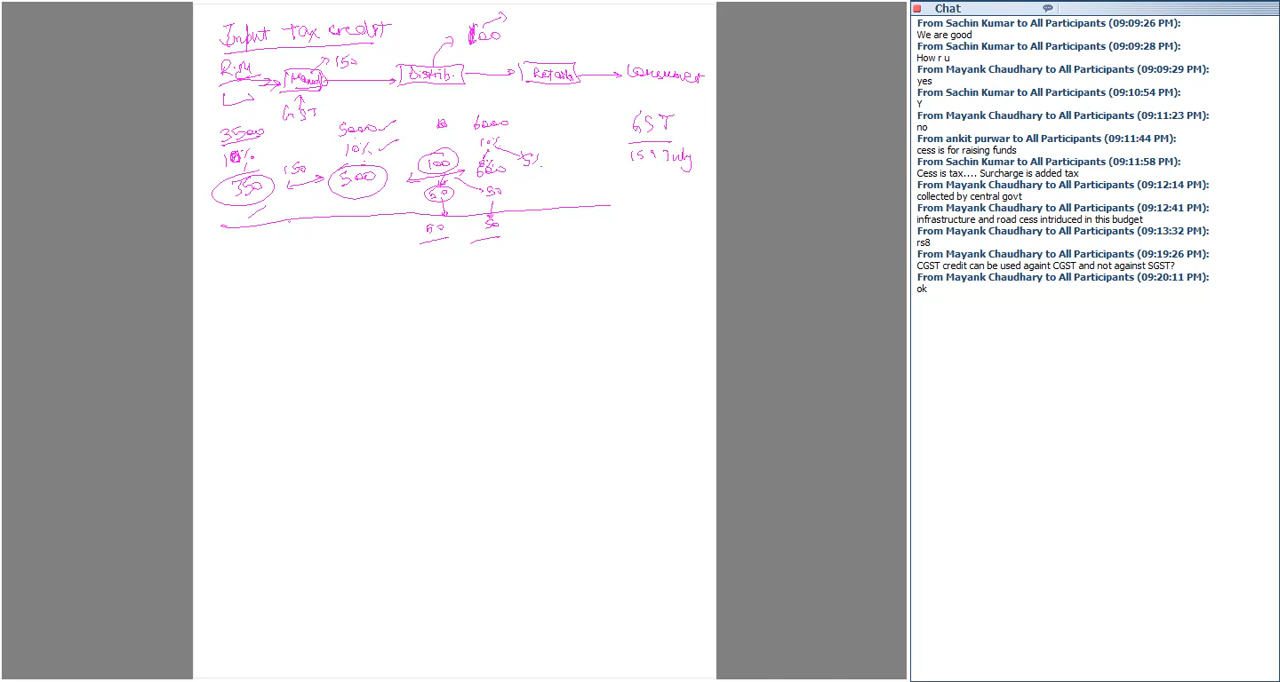 Input tax credit
100
R.M
Manuf
150
Distrib.
Retail
Consumer
GST
3500
5000
10
6000
GST
10%
10%
10%
1st July
350
150
500
100
5%
600
5%
50
50
50
50
Chat
From Sachin Kumar to All Participants (09:09:26 PM):
We are good
From Sachin Kumar to All Participants (09:09:28 PM):
How r u
From Mayank Chaudhary to All Participants (09:09:29 PM):
yes
From Sachin Kumar to All Participants (09:10:54 PM):
Y
From Mayank Chaudhary to All Participants (09:11:23 PM):
no
From ankit purwar to All Participants (09:11:44 PM):
cess is for raising funds
From Sachin Kumar to All Participants (09:11:58 PM):
Cess is tax.... Surcharge is added tax
From Mayank Chaudhary to All Participants (09:12:14 PM):
collected by central govt
From Mayank Chaudhary to All Participants (09:12:41 PM):
infrastructure and road cess intriduced in this budget
From Mayank Chaudhary to All Participants (09:13:32 PM):
rs8
From Mayank Chaudhary to All Participants (09:19:26 PM):
CGST credit can be used againt CGST and not against SGST?
From Mayank Chaudhary to All Participants (09:20:11 PM):
ok